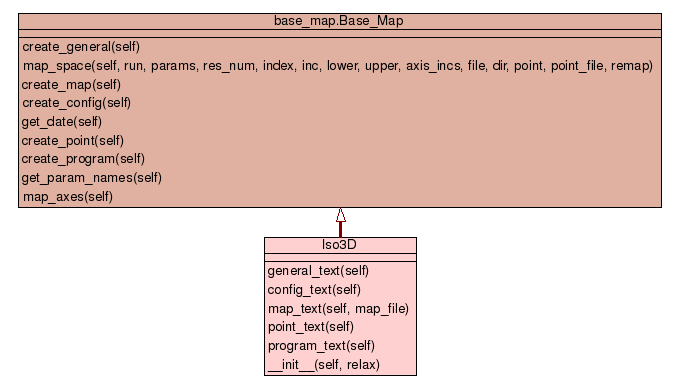 base_map.Base_Map
create_general(self)
map_space(self, run, params, res_num, index, inc, lower, upper, axis_incs, file, dir, point, point_file, remap)
create_map(self)
create_config(self)
get_date(self)
create_point(self)
create_program(self)
get_param_names(self)
map_axes(self)
Iso3D
general_text(self)
config_text(self)
map_text(self, map_file)
point_text(self)
program_text(self)
__init__(self, relax)